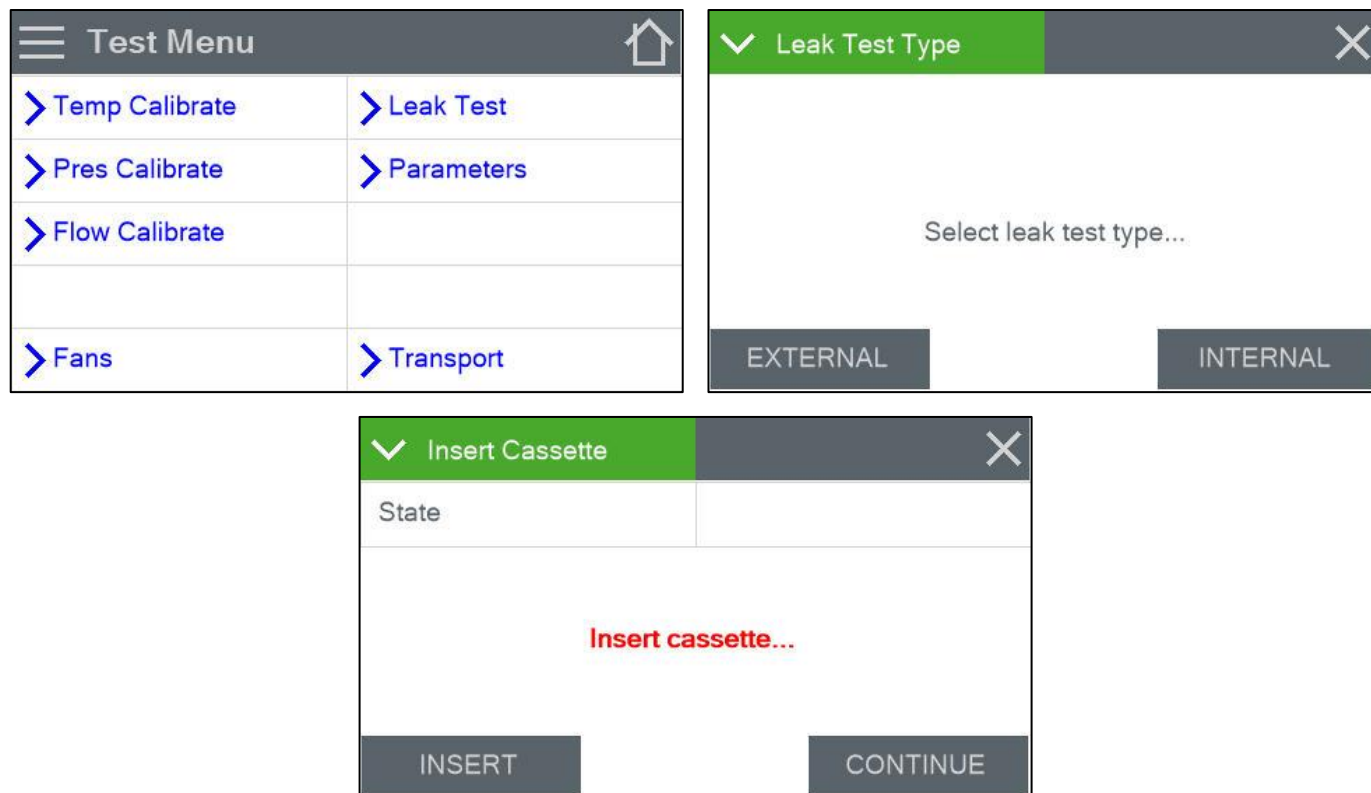 Test Menu
Temp Calibrate
Leak Test
Pres Calibrate
Parameters
Flow Calibrate
Fans
Transport
Leak Test Type
Select leak test type...
EXTERNAL
INTERNAL
Insert Cassette
State
Insert cassette...
INSERT
CONTINUE